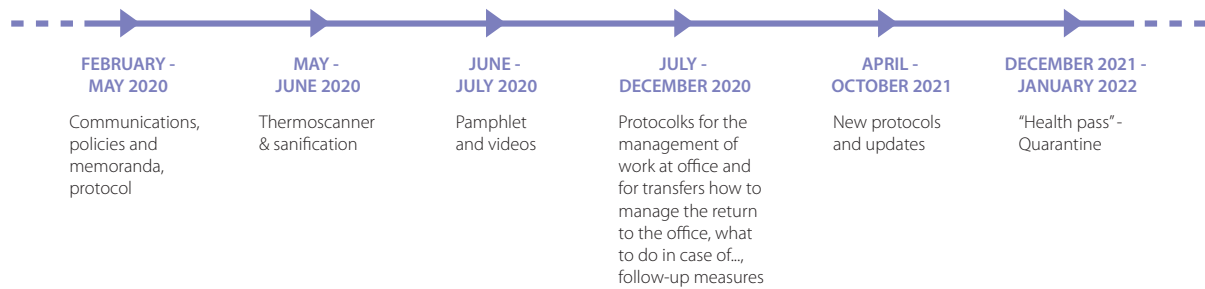 FEBRUARY -
MAY 2020
Communications,
policies and
memoranda,
protocol
MAY -
JUNE 2020
Thermoscanner
& sanification
JUNE -
JULY 2020
Pamphlet
and videos
JULY -
DECEMBER 2020
Protocolks for the
management of
work at office and
for transfers how to
manage the return
to the office, what
to do in case of...,
follow-up measures
APRIL -
OCTOBER 2021
New protocols
and updates
DECEMBER 2021 -
JANUARY 2022
“Health pass” -
Quarantine